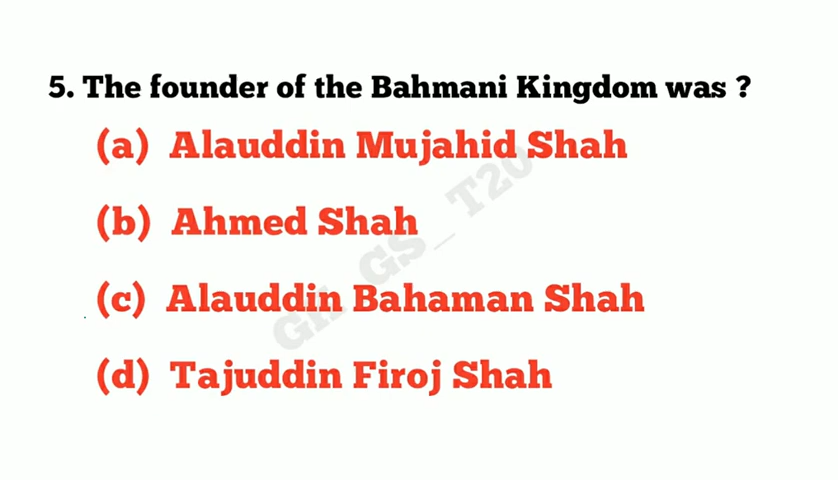 5. The founder of the Bahmani Kingdom was ?
(a) Alauddin Mujahid Shah
(b) Ahmed Shah
(c) Alauddin Bahaman Shah
(d) Tajuddin Firoj Shah
GK_GS_T20